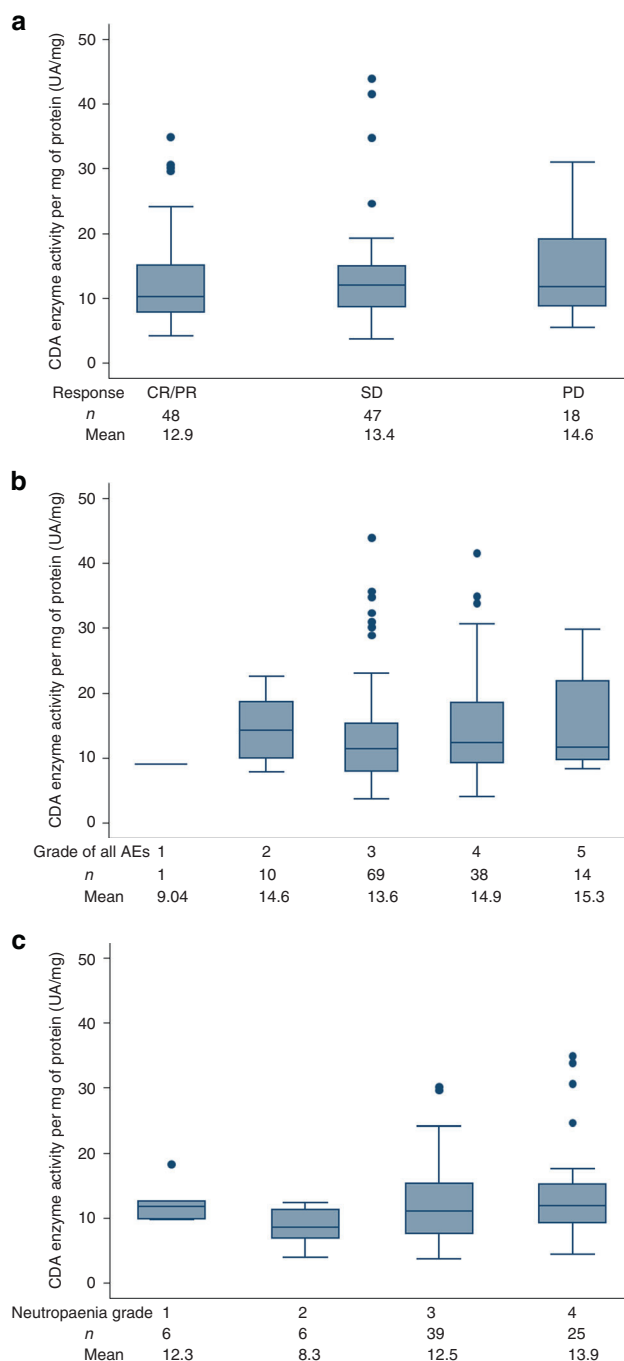 a
CDA enzyme activity per mg of protein (UA/mg)
50
40
30
20
10
0
Response CR/PR SD PD
n 48 47 18
Mean 12.9 13.4 14.6
b
CDA enzyme activity per mg of protein (UA/mg)
50
40
30
20
10
0
Grade of all AEs 1 2 3 4 5
n 1 10 69 38 14
Mean 9.04 14.6 13.6 14.9 15.3
c
CDA enzyme activity per mg of protein (UA/mg)
50
40
30
20
10
0
Neutropaenia grade 1 2 3 4
n 6 6 39 25
Mean 12.3 8.3 12.5 13.9